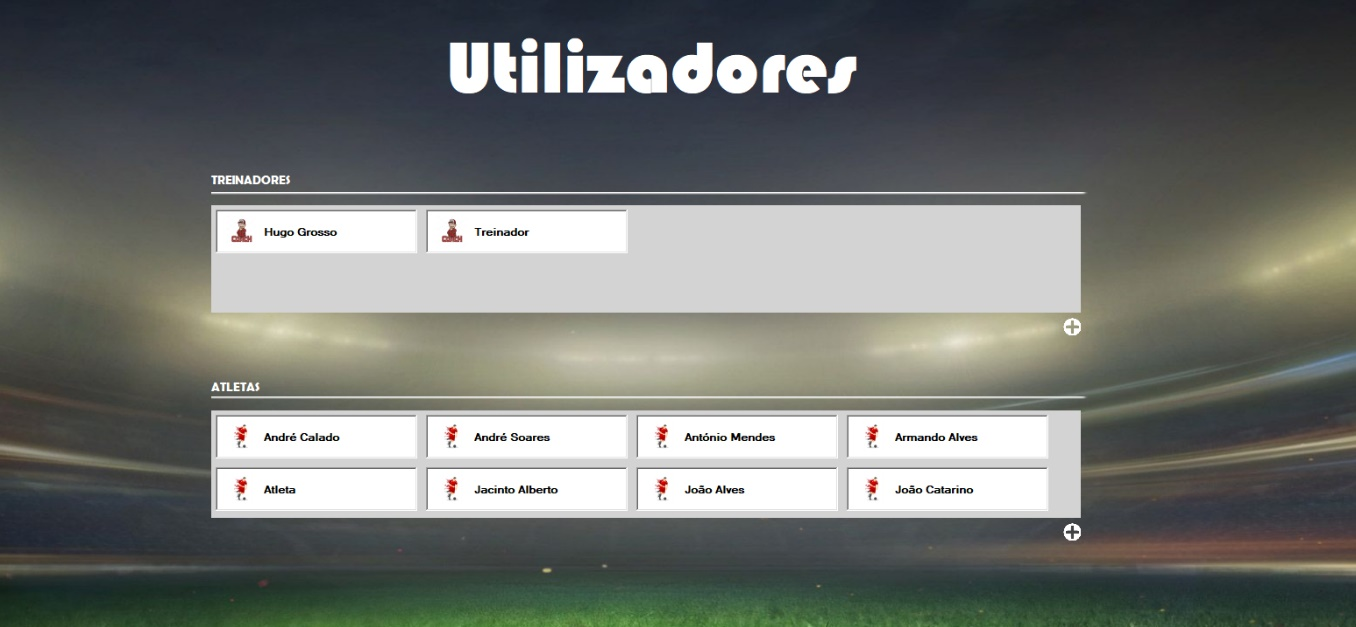 Utilizadores
TREINADORES
Hugo Grosso
Treinador
ATLETAS
André Calado
André Soares
António Mendes
Armando Alves
Atleta
Jacinto Alberto
João Alves
João Catarino